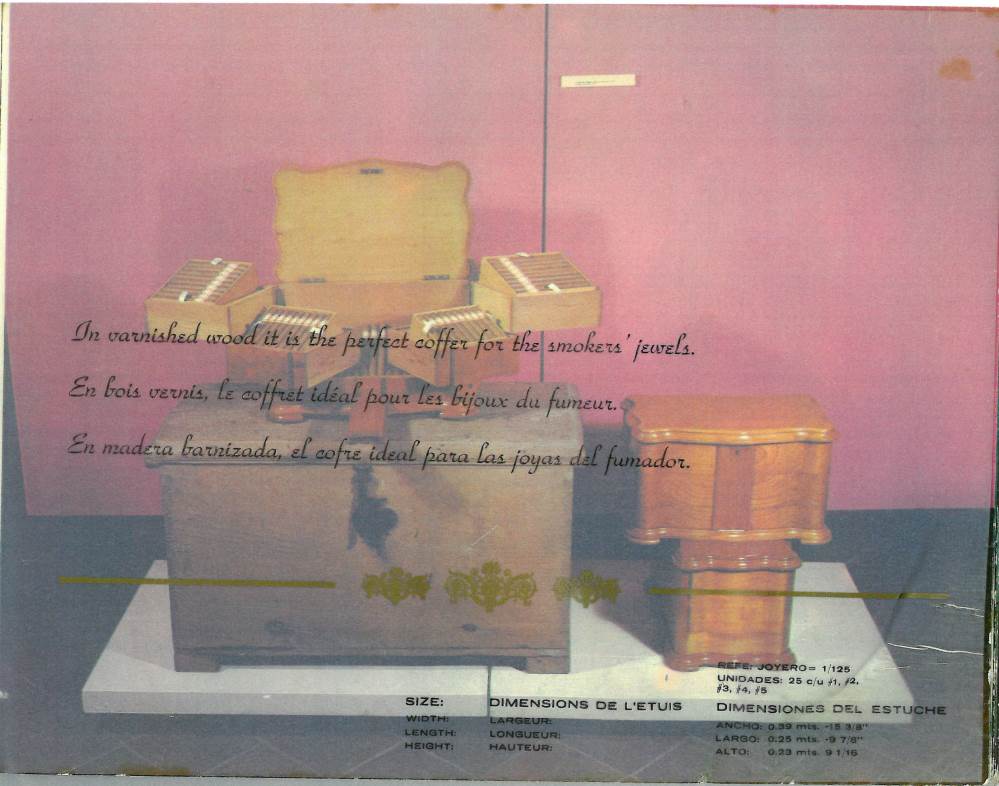 In varnished wood it is the perfect coffer for the smokers' jewels.
En bois vernis, le coffret idéal pour les bijoux du fumeur.
En madera barnizada, el cofre ideal para las joyas del fumador.
REFE: JOYERO= 1/125
UNIDADES: 25 c/u #1, #2,
#3, #4, #5
SIZE: DIMENSIONS DE L'ETUIS DIMENSIONES DEL ESTUCHE
WIDTH: LARGEUR: ANCHO: 0.39 mts. -15 3/8"
LENGTH: LONGUEUR: LARGO: 0.25 mts. -9 7/8"
HEIGHT: HAUTEUR: ALTO: 0.23 mts. 9 1/16